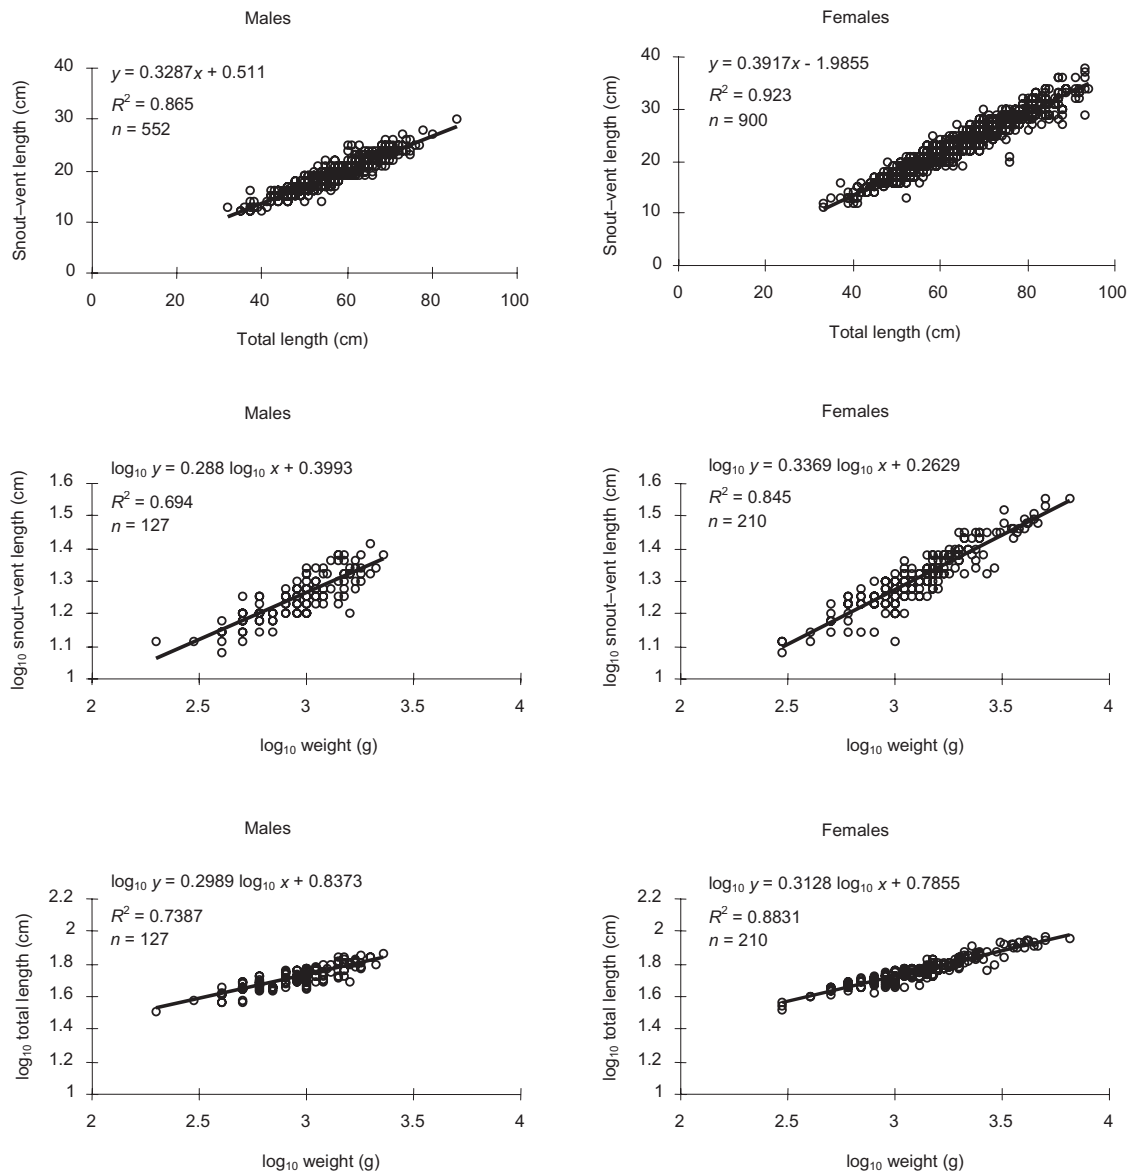 Males
y = 0.3287x + 0.511
R² = 0.865
n = 552
Snout–vent length (cm)
40
30
20
10
0
0 20 40 60 80 100
Total length (cm)
Females
y = 0.3917x - 1.9855
R² = 0.923
n = 900
Snout–vent length (cm)
40
30
20
10
0
0 20 40 60 80 100
Total length (cm)
Males
log₁₀ y = 0.288 log₁₀ x + 0.3993
R² = 0.694
n = 127
log₁₀ snout–vent length (cm)
1.6
1.5
1.4
1.3
1.2
1.1
1
2 2.5 3 3.5 4
log₁₀ weight (g)
Females
log₁₀ y = 0.3369 log₁₀ x + 0.2629
R² = 0.845
n = 210
log₁₀ snout–vent length (cm)
1.6
1.5
1.4
1.3
1.2
1.1
1
2 2.5 3 3.5 4
log₁₀ weight (g)
Males
log₁₀ y = 0.2989 log₁₀ x + 0.8373
R² = 0.7387
n = 127
log₁₀ total length (cm)
2.2
2
1.8
1.6
1.4
1.2
1
2 2.5 3 3.5 4
log₁₀ weight (g)
Females
log₁₀ y = 0.3128 log₁₀ x + 0.7855
R² = 0.8831
n = 210
log₁₀ total length (cm)
2.2
2
1.8
1.6
1.4
1.2
1
2 2.5 3 3.5 4
log₁₀ weight (g)